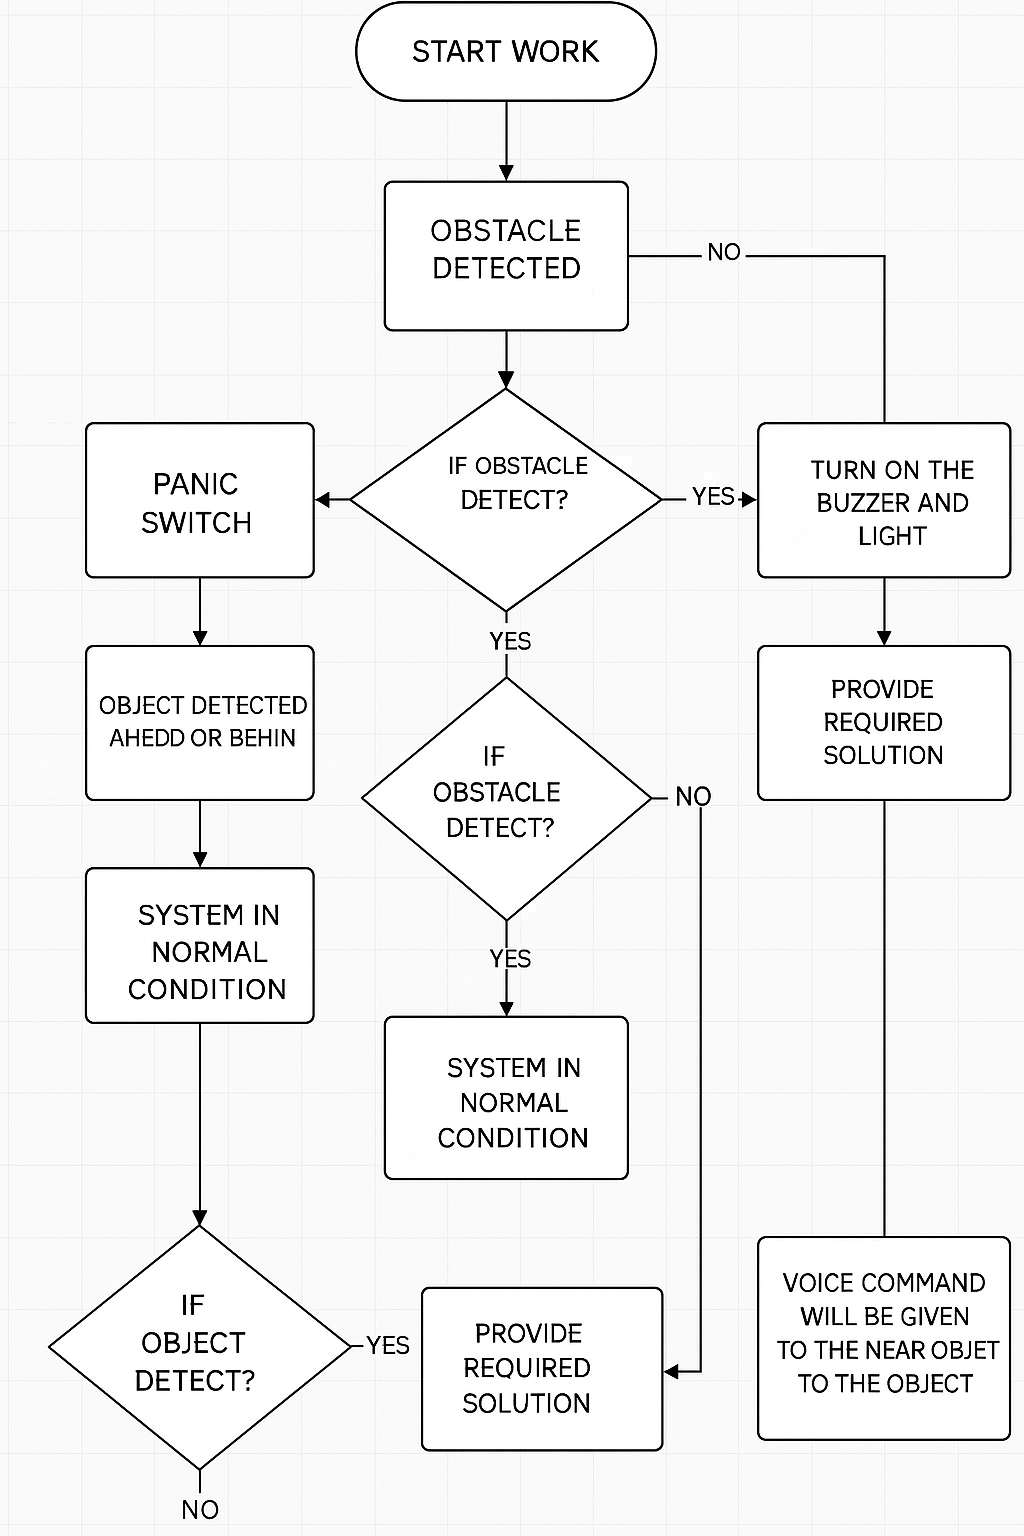 START WORK
OBSTACLE
DETECTED
NO
IF OBSTACLE
DETECT?
YES
PANIC
SWITCH
TURN ON THE
BUZZER AND
LIGHT
YES
OBJECT DETECTED
AHEDD OR BEHIN
IF
OBSTACLE
DETECT?
NO
PROVIDE
REQUIRED
SOLUTION
YES
SYSTEM IN
NORMAL
CONDITION
SYSTEM IN
NORMAL
CONDITION
IF
OBJECT
DETECT?
YES
NO
PROVIDE
REQUIRED
SOLUTION
VOICE COMMAND
WILL BE GIVEN
TO THE NEAR OBJET
TO THE OBJECT